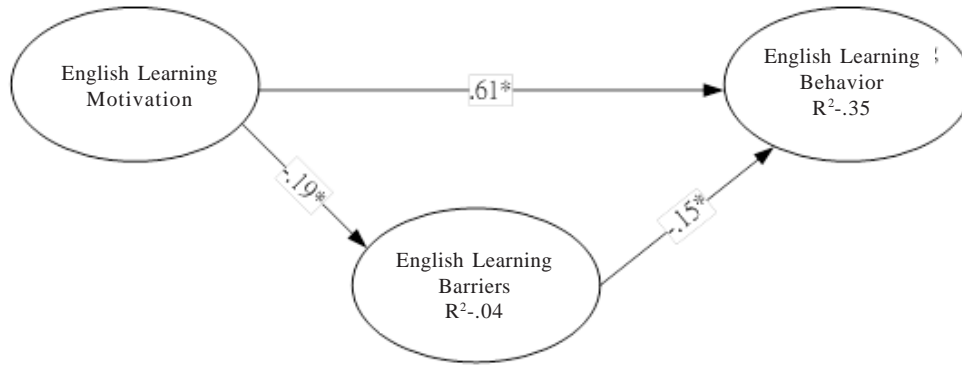 English Learning
Motivation
.61*
English Learning
Behavior
R²-.35
-.19*
-.15*
English Learning
Barriers
R²-.04